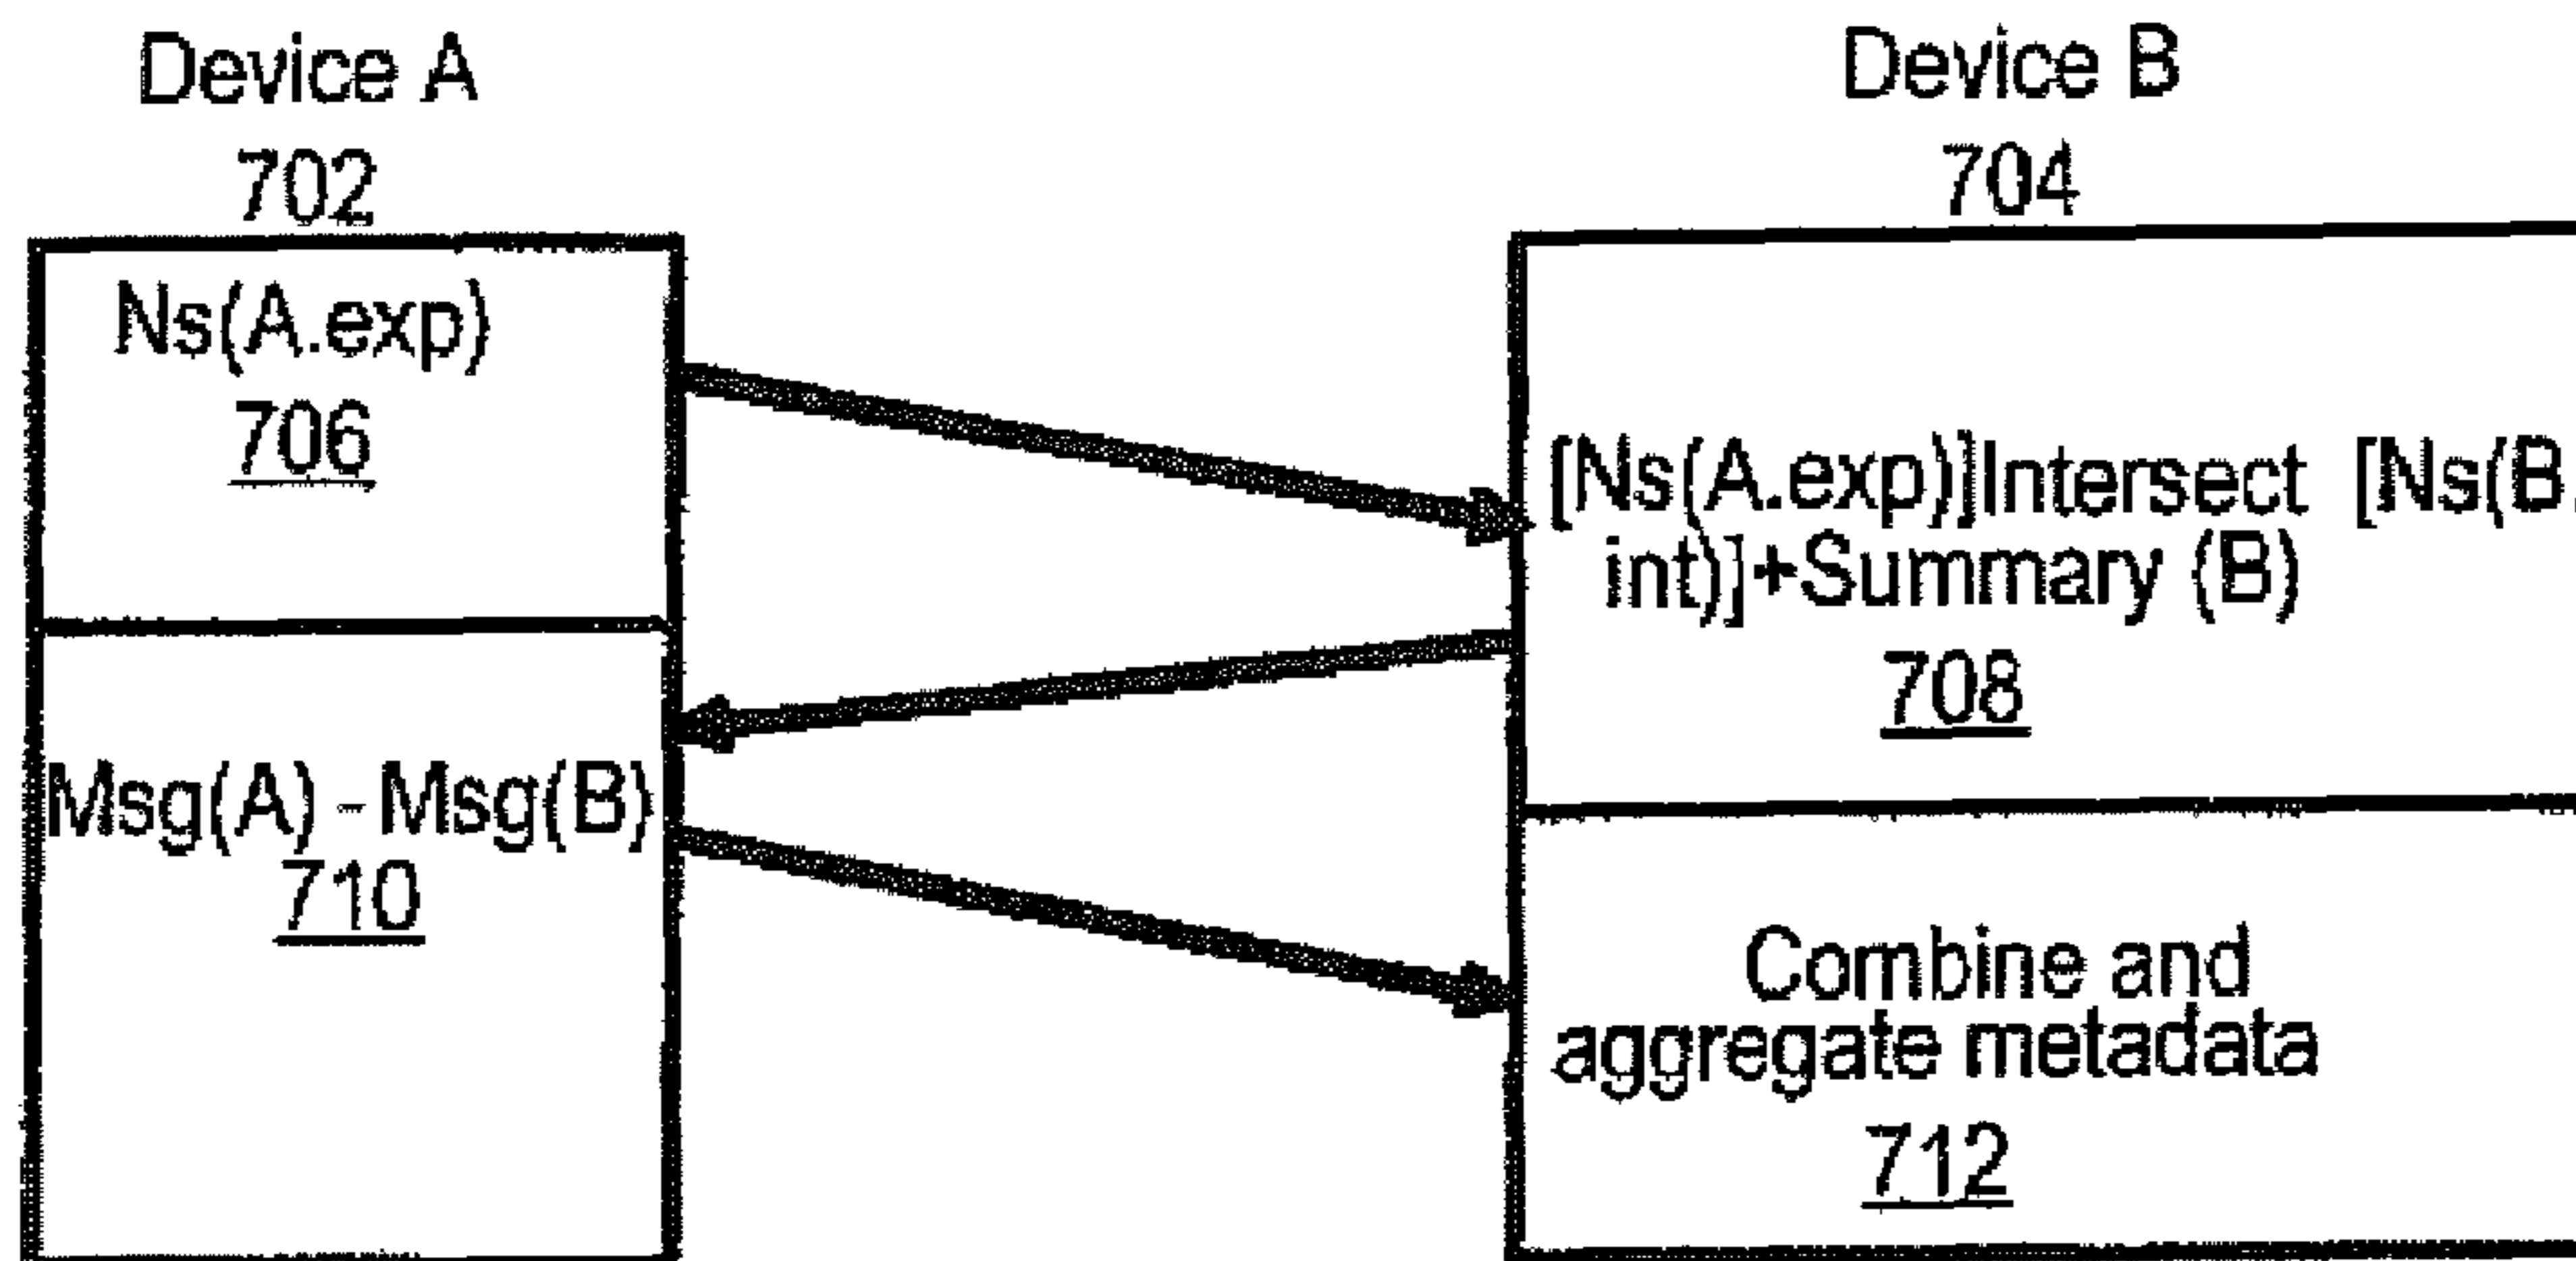 Device A
702
Device B
704
Ns(A.exp)
706
[Ns(A.exp)]Intersect [Ns(B.
int)]+Summary (B)
708
Msg(A) - Msg(B)
710
Combine and
aggregate metadata
712